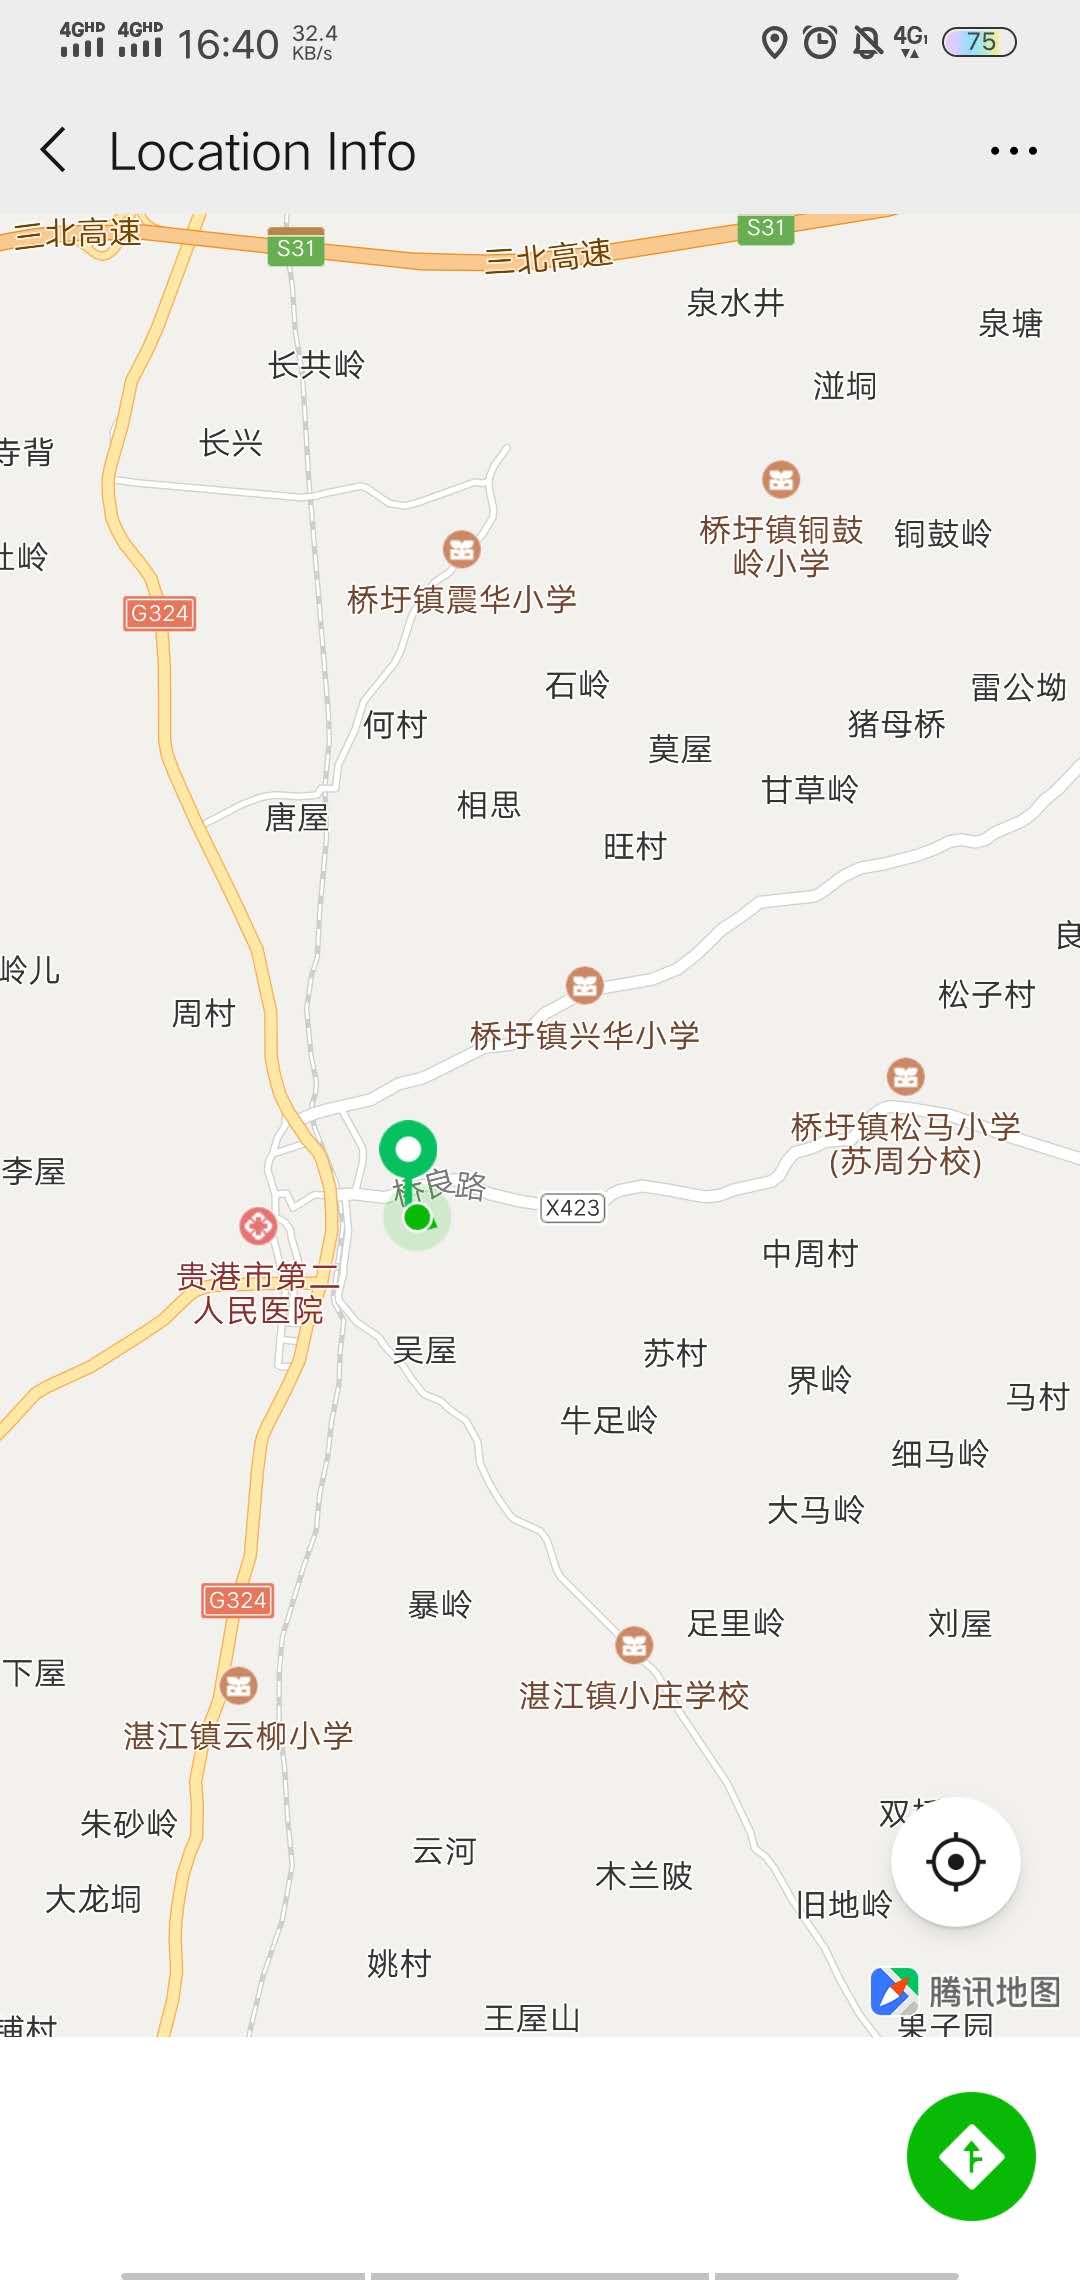 4GHD 4GHD 16:40 32.4 KB/s 4G1 75
Location Info
三北高速
S31
三北高速
S31
泉水井
泉塘
长共岭
湴垌
长兴
寺背
桥圩镇铜鼓
岭小学
铜鼓岭
岭
桥圩镇震华小学
G324
石岭
雷公坳
何村
猪母桥
莫屋
甘草岭
唐屋
相思
旺村
良
岭儿
松子村
周村
桥圩镇兴华小学
桥圩镇松马小学
(苏周分校)
李屋
桥良路
X423
中周村
贵港市第二
人民医院
吴屋
苏村
界岭
马村
牛足岭
细马岭
大马岭
G324
暴岭
足里岭
刘屋
下屋
湛江镇小庄学校
湛江镇云柳小学
双
朱砂岭
云河
木兰陂
大龙垌
旧地岭
姚村
腾讯地图
王屋山
果子园
村